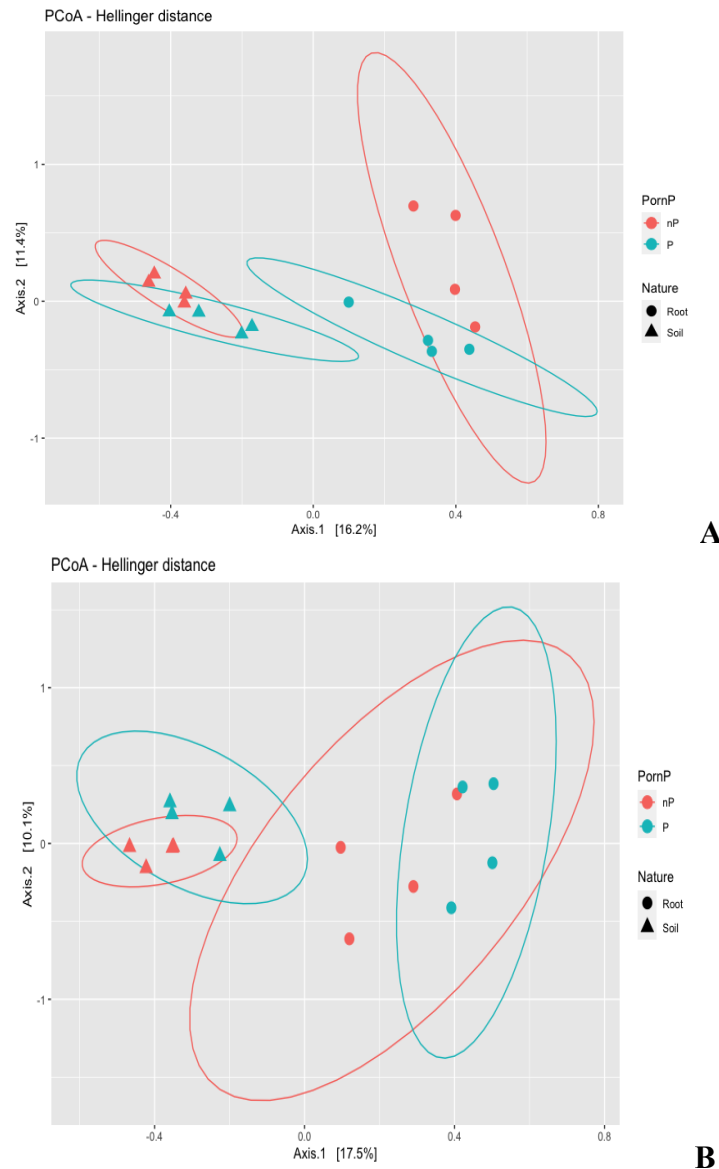 PCoA - Hellinger distance
Axis.2 [11.4%]
1
0
-1
-0.4 0.0 0.4 0.8
Axis.1 [16.2%]
PornP
nP
P
Nature
Root
Soil
A
PCoA - Hellinger distance
Axis.2 [10.1%]
1
0
-1
-0.4 0.0 0.4 0.8
Axis.1 [17.5%]
PornP
nP
P
Nature
Root
Soil
B